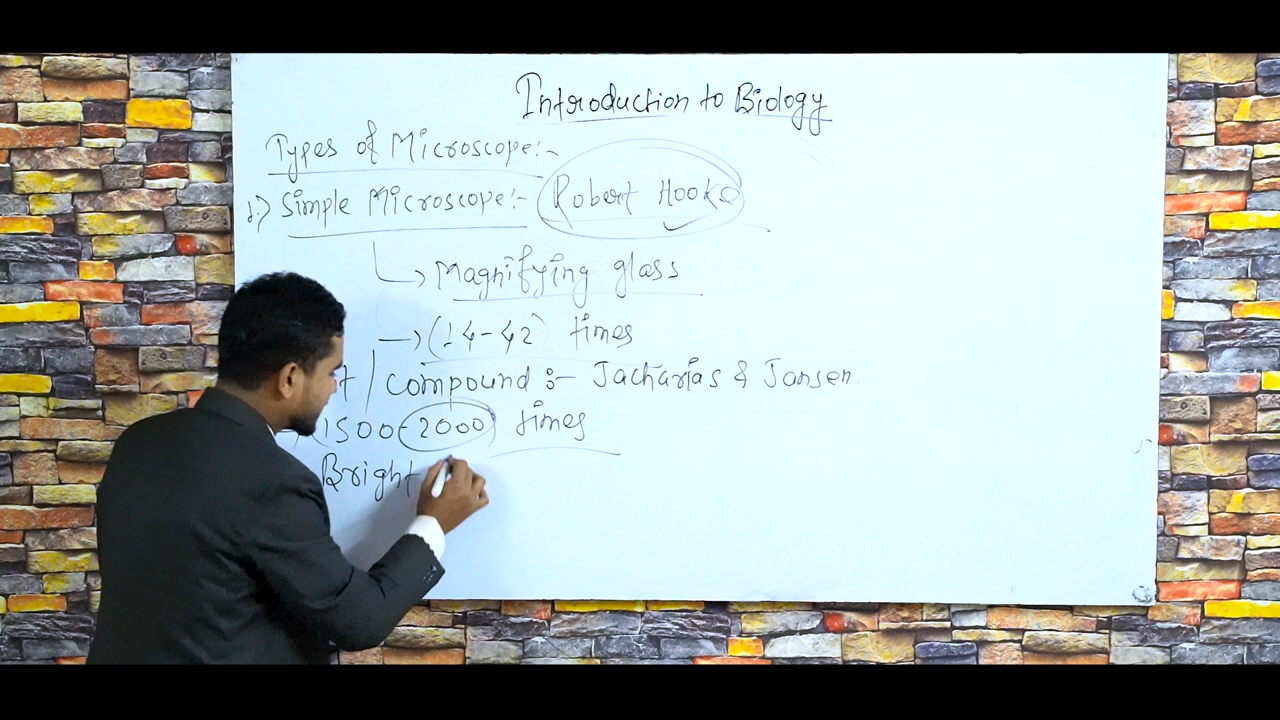 Introduction to Biology
Types of Microscope:-
1.) Simple Microscope:- Robert Hooke
→ Magnifying glass
→ (14-42) times
/ compound :- Jacharias & Jansen.
(1500-2000) times
Bright